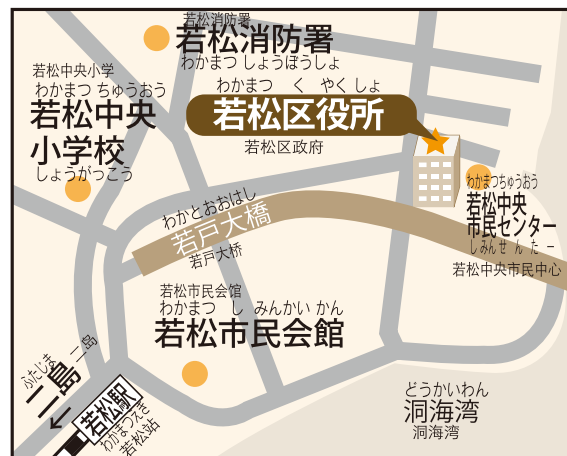 若松消防署
若松消防署
わかまつ しょうぼうしょ
若松中央小学
わかまつ ちゅうおう
若松中央
小学校
しょうがっこう
わかまつ く やくしょ
若松区役所
若松区政府
わかまつちゅうおう
若松中央
市民センター
しみんせんたー
若松中央市民中心
わかとおおはし
若戸大橋
若戸大桥
若松市民会馆
わかまつ し みんかい かん
若松市民会館
ふたじま
二島
二岛
若松駅
わかまつえき
若松站
どうかいわん
洞海湾
洞海湾